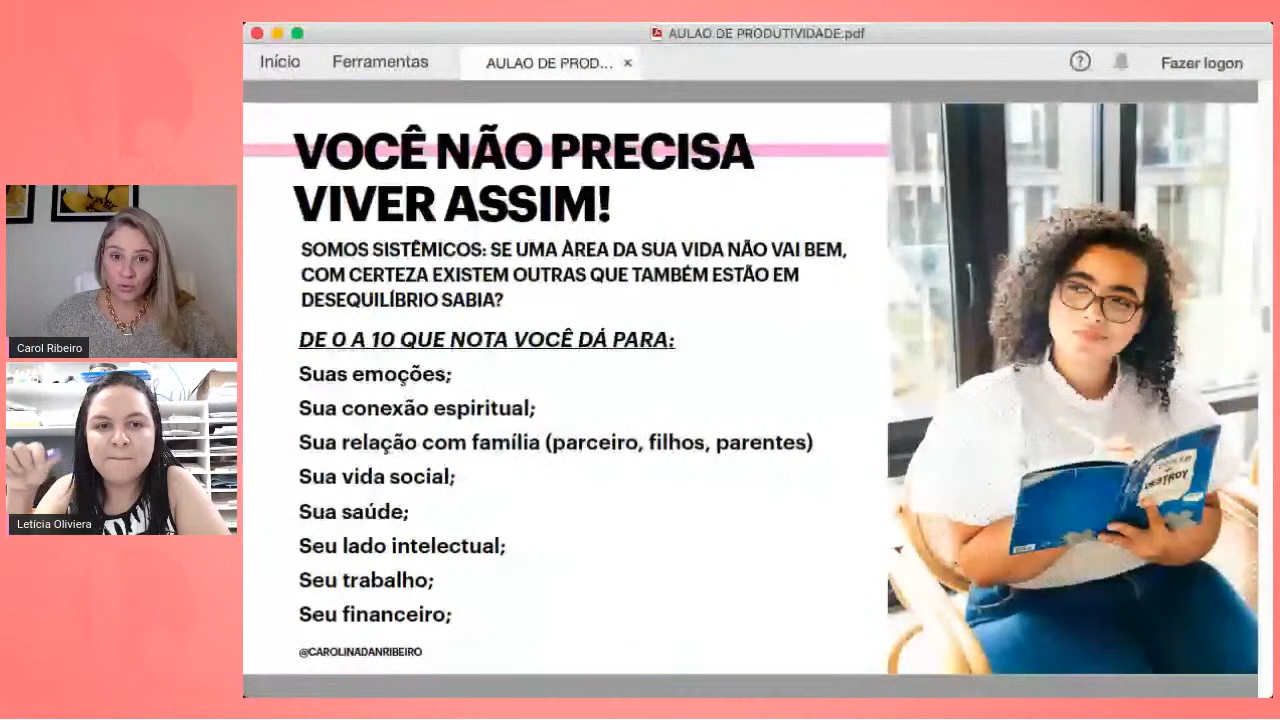 AULAO DE PRODUTIVIDADE.pdf
Início Ferramentas AULAO DE PROD... × ? Fazer logon
VOCÊ NÃO PRECISA
VIVER ASSIM!
SOMOS SISTÊMICOS: SE UMA ÀREA DA SUA VIDA NÃO VAI BEM,
COM CERTEZA EXISTEM OUTRAS QUE TAMBÉM ESTÃO EM
DESEQUILÍBRIO SABIA?
DE 0 A 10 QUE NOTA VOCÊ DÁ PARA:
Suas emoções;
Sua conexão espiritual;
Sua relação com família (parceiro, filhos, parentes)
Sua vida social;
Sua saúde;
Seu lado intelectual;
Seu trabalho;
Seu financeiro;
@CAROLINADANRIBEIRO
Carol Ribeiro
Letícia Oliviera
DESTROY